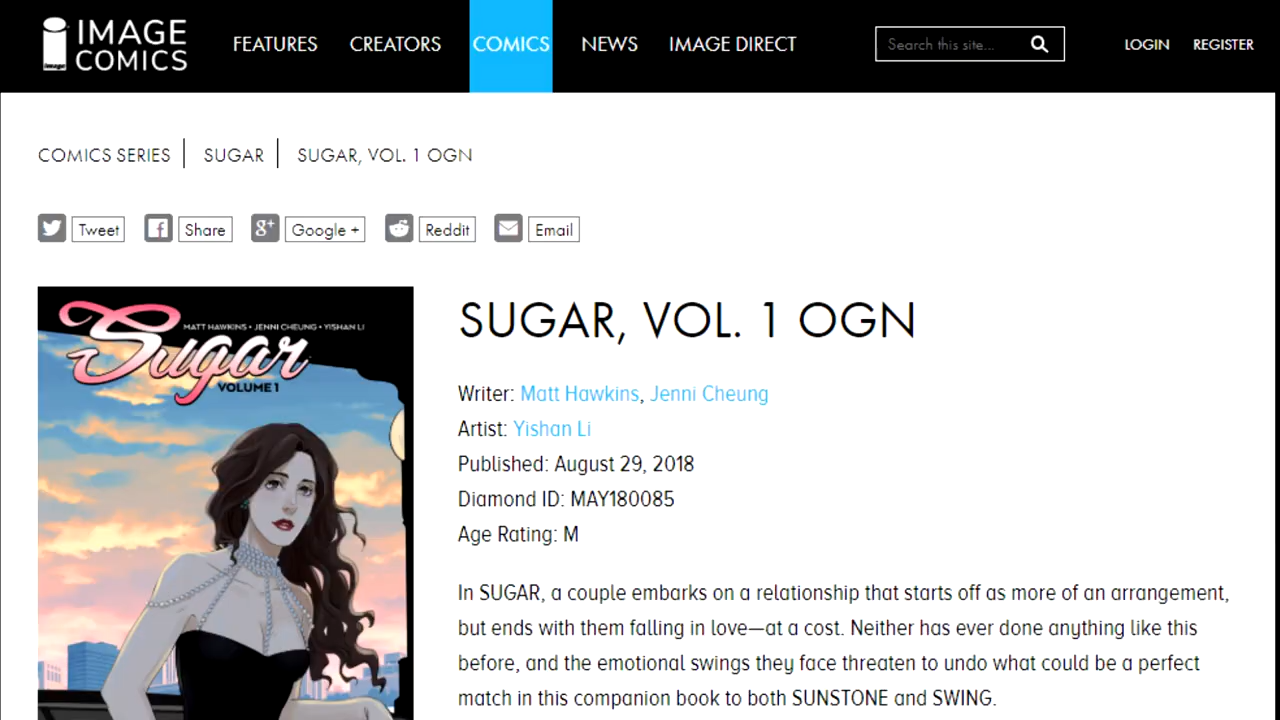 IMAGE
COMICS
FEATURES CREATORS COMICS NEWS IMAGE DIRECT
Search this site...
LOGIN REGISTER
COMICS SERIES SUGAR SUGAR, VOL. 1 OGN
Tweet Share g+ Google + Reddit Email
MATT HAWKINS • JENNI CHEUNG • YISHAN LI
Sugar
VOLUME 1
SUGAR, VOL. 1 OGN
Writer: Matt Hawkins, Jenni Cheung
Artist: Yishan Li
Published: August 29, 2018
Diamond ID: MAY180085
Age Rating: M
In SUGAR, a couple embarks on a relationship that starts off as more of an arrangement,
but ends with them falling in love—at a cost. Neither has ever done anything like this
before, and the emotional swings they face threaten to undo what could be a perfect
match in this companion book to both SUNSTONE and SWING.